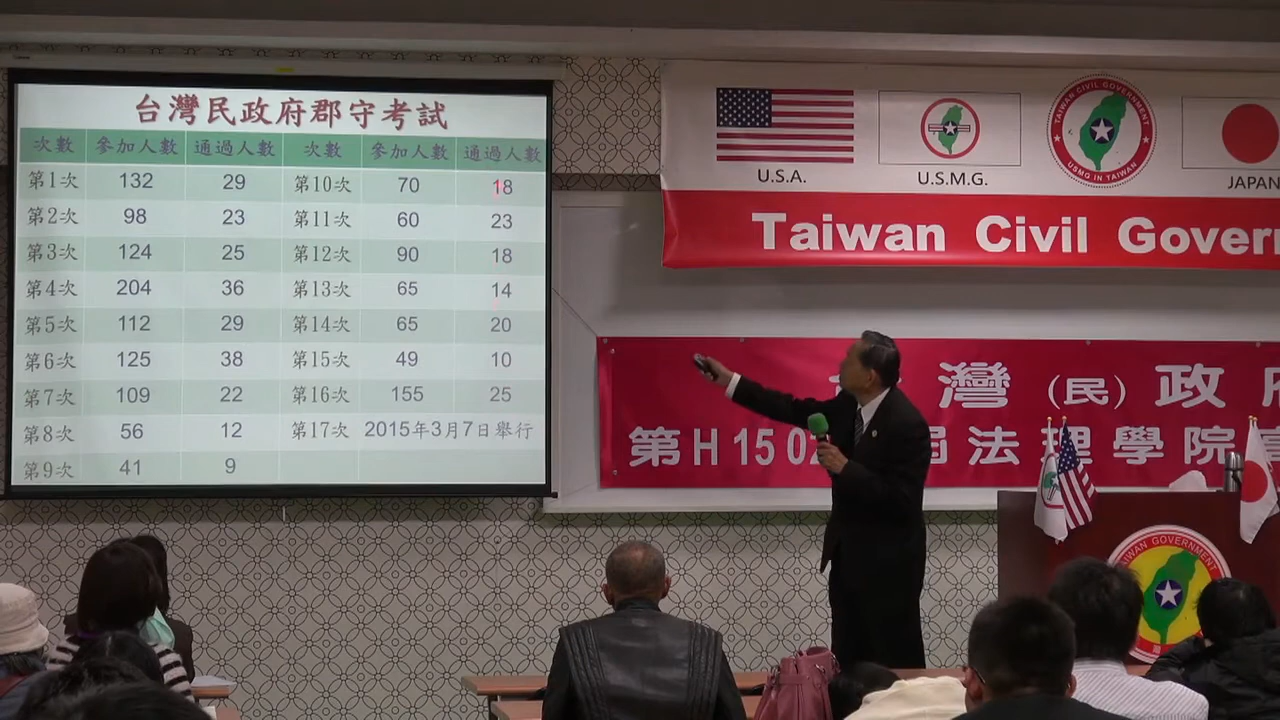 台灣民政府郡守考試
次數 參加人數 通過人數 次數 參加人數 通過人數
第1次 132 29 第10次 70 18
第2次 98 23 第11次 60 23
第3次 124 25 第12次 90 18
第4次 204 36 第13次 65 14
第5次 112 29 第14次 65 20
第6次 125 38 第15次 49 10
第7次 109 22 第16次 155 25
第8次 56 12 第17次 2015年3月7日舉行
第9次 41 9
U.S.A.
U.S.M.G.
TAIWAN CIVIL GOVERNMENT
USMG IN TAIWAN
JAPAN
Taiwan Civil Govern
灣(民)政府
第H1502 屆法理學院
TAIWAN GOVERNMENT